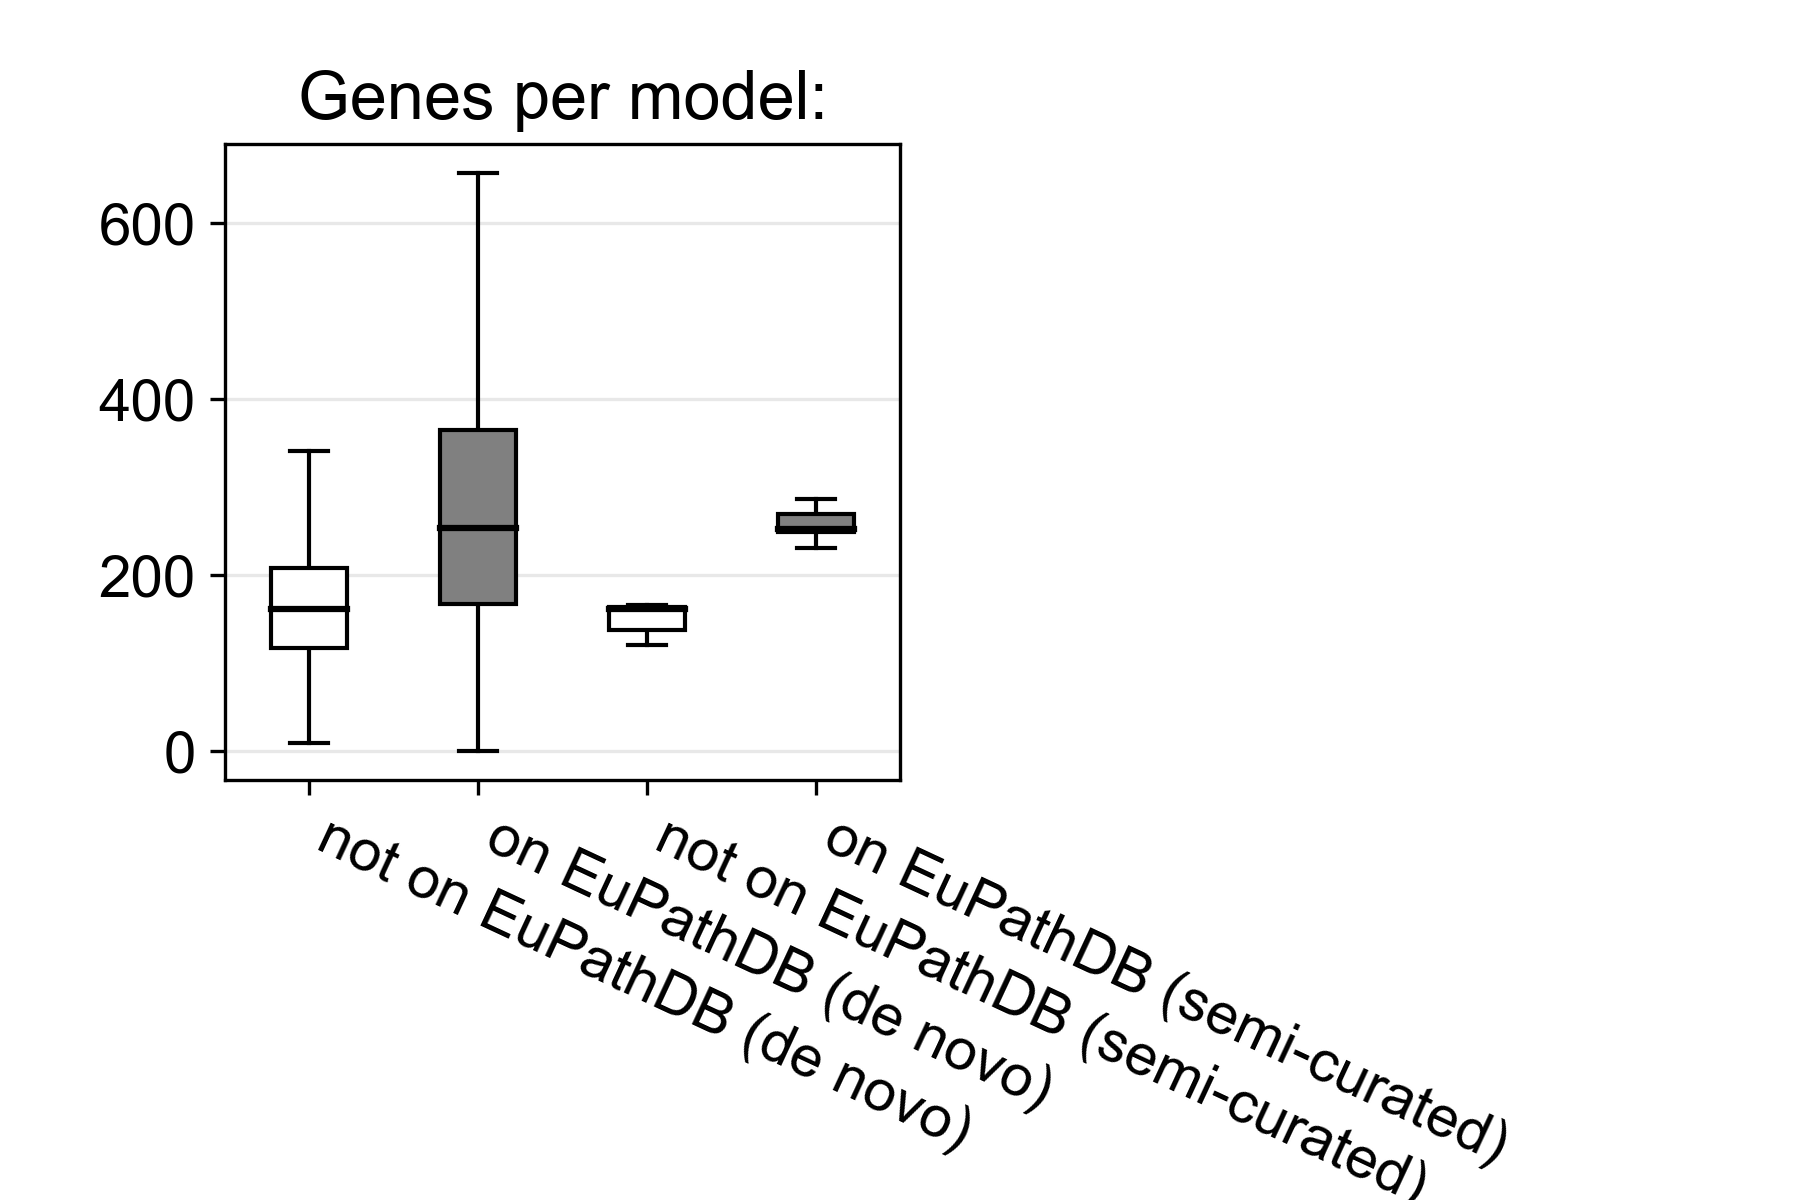 Genes per model:
600
400
200
0
not on EuPathDB (de novo)
on EuPathDB (de novo)
not on EuPathDB (semi-curated)
on EuPathDB (semi-curated)